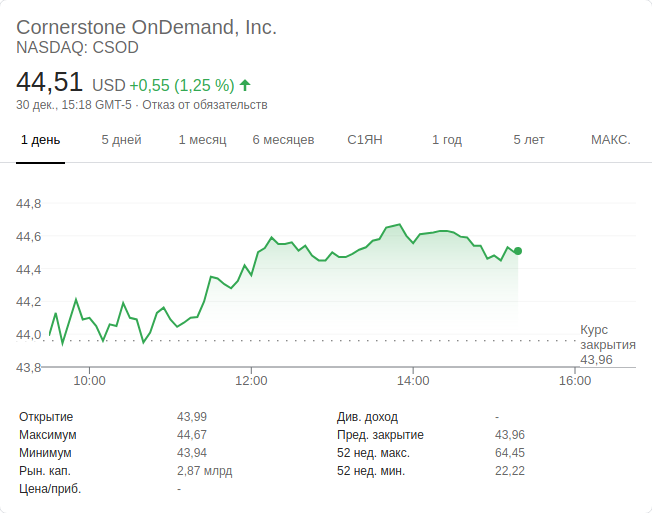 Cornerstone OnDemand, Inc.
NASDAQ: CSOD
44,51 USD +0,55 (1,25 %)
30 дек., 15:18 GMT-5 · Отказ от обязательств
1 день 5 дней 1 месяц 6 месяцев С1ЯН 1 год 5 лет МАКС.
44,8
44,6
44,4
44,2
44,0
43,8
Курс
закрытия
43,96
10:00 12:00 14:00 16:00
Открытие 43,99 Див. доход -
Максимум 44,67 Пред. закрытие 43,96
Минимум 43,94 52 нед. макс. 64,45
Рын. кап. 2,87 млрд 52 нед. мин. 22,22
Цена/приб. -